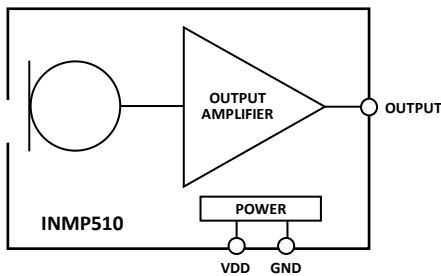 OUTPUT
AMPLIFIER
OUTPUT
POWER
INMP510
VDD GND